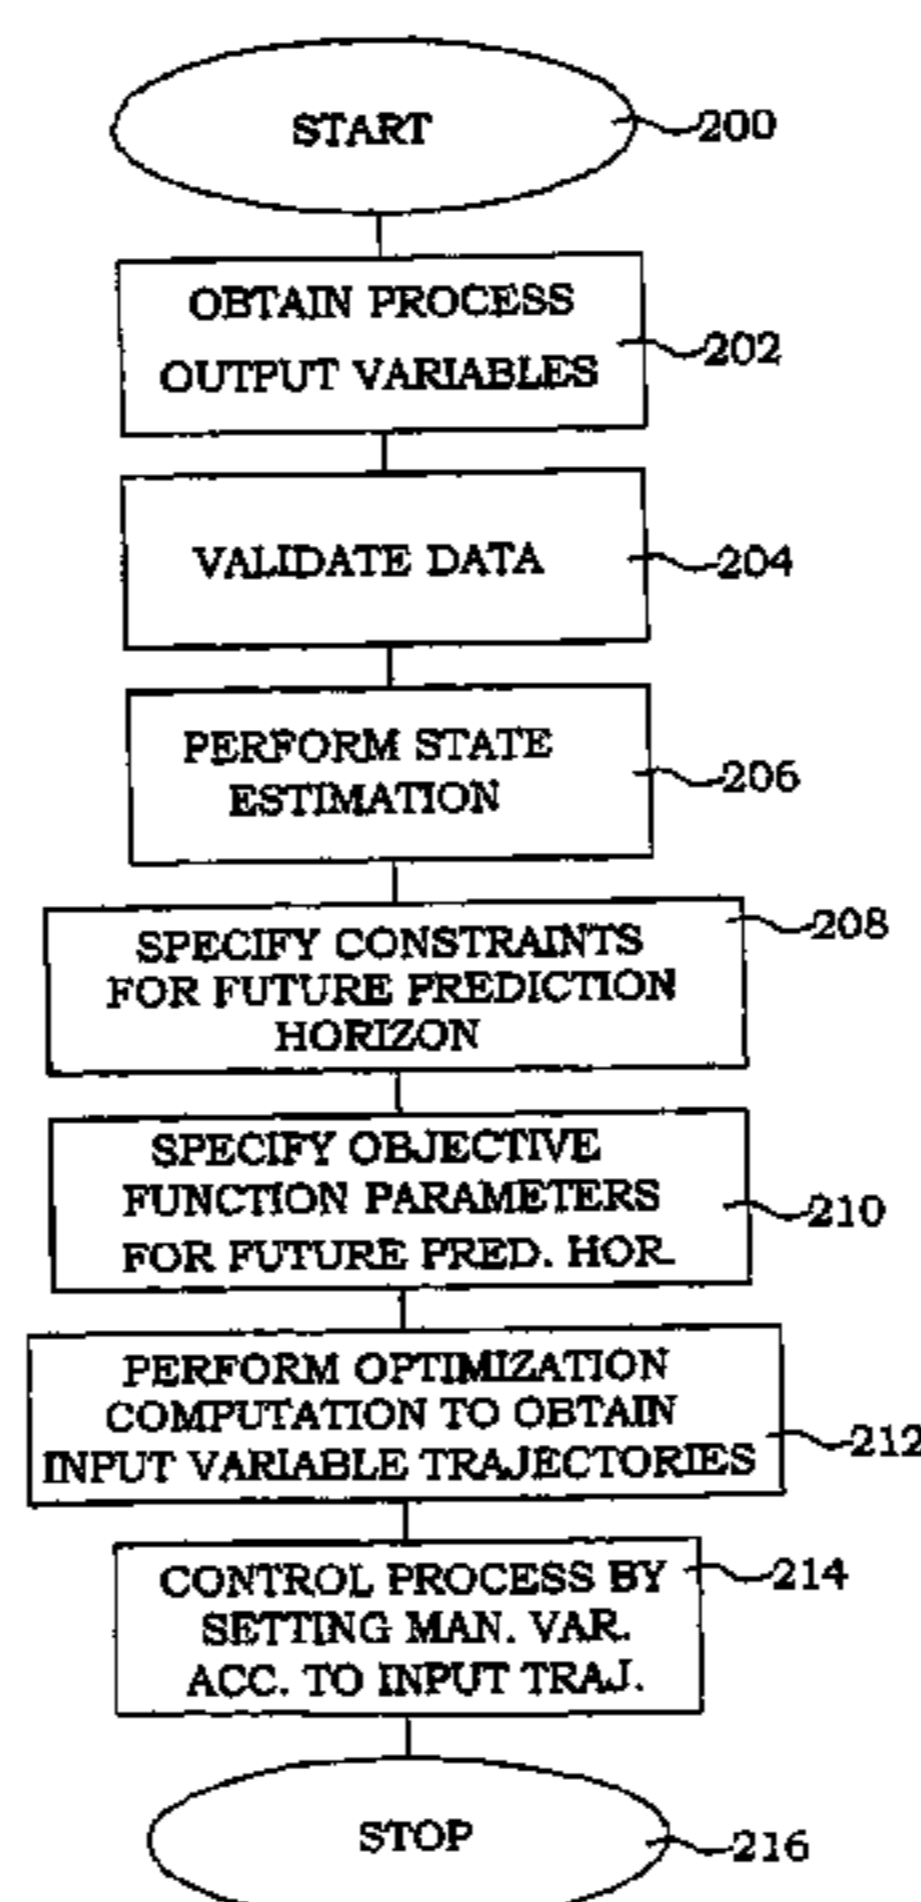 START
200
OBTAIN PROCESS
OUTPUT VARIABLES
202
VALIDATE DATA
204
PERFORM STATE
ESTIMATION
206
SPECIFY CONSTRAINTS
FOR FUTURE PREDICTION
HORIZON
208
SPECIFY OBJECTIVE
FUNCTION PARAMETERS
FOR FUTURE PRED. HOR.
210
PERFORM OPTIMIZATION
COMPUTATION TO OBTAIN
INPUT VARIABLE TRAJECTORIES
212
CONTROL PROCESS BY
SETTING MAN. VAR.
ACC. TO INPUT TRAJ.
214
STOP
216